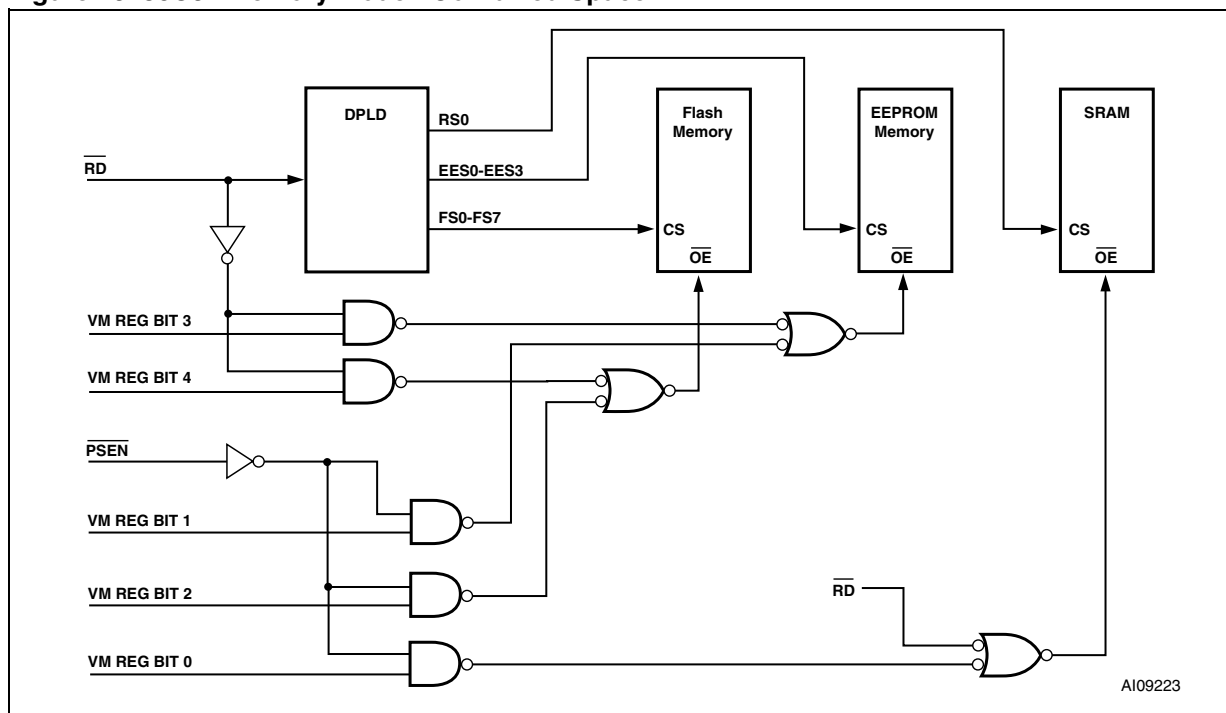 DPLD
RS0
EES0-EES3
FS0-FS7
Flash
Memory
CS
OE
EEPROM
Memory
CS
OE
SRAM
CS
OE
RD
VM REG BIT 3
VM REG BIT 4
PSEN
VM REG BIT 1
VM REG BIT 2
VM REG BIT 0
RD
AI09223